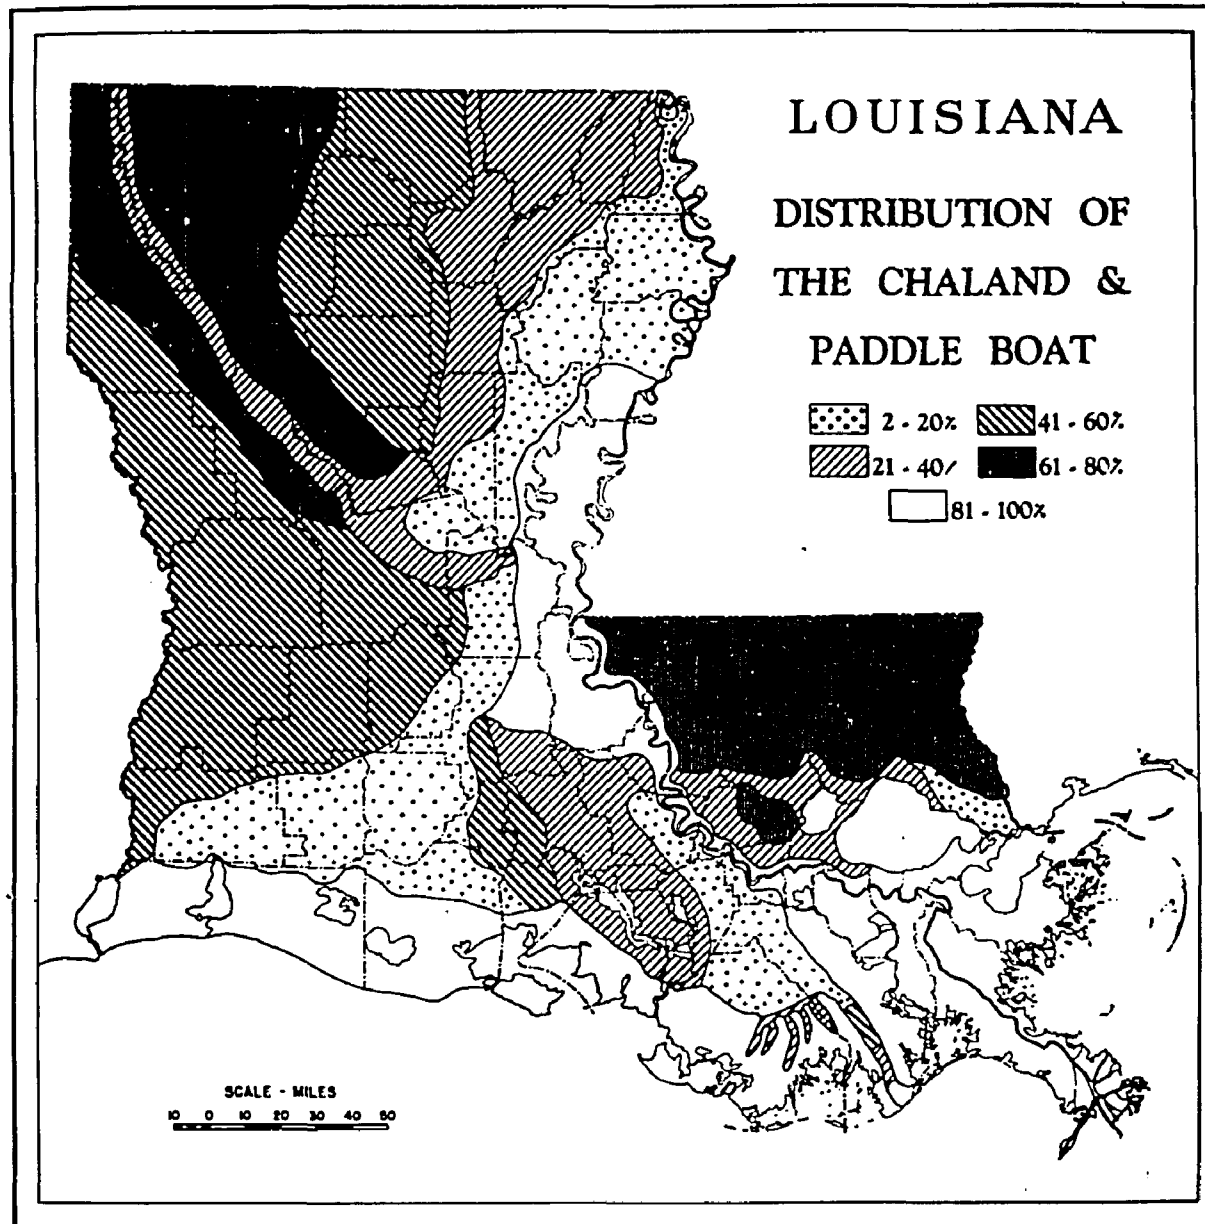 LOUISIANA
DISTRIBUTION OF
THE CHALAND &
PADDLE BOAT
2 - 20% 41 - 60%
21 - 40/ 61 - 80%
81 - 100%
SCALE - MILES
10 0 10 20 30 40 50